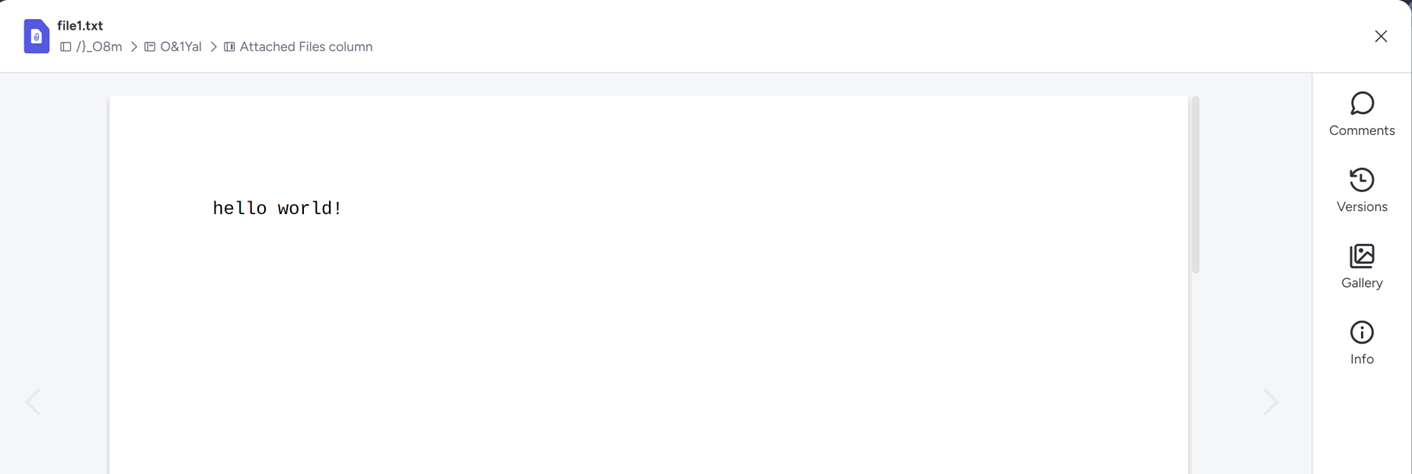 file1.txt
/}_O8m > O&1Yal > Attached Files column
hello world!
Comments
Versions
Gallery
Info